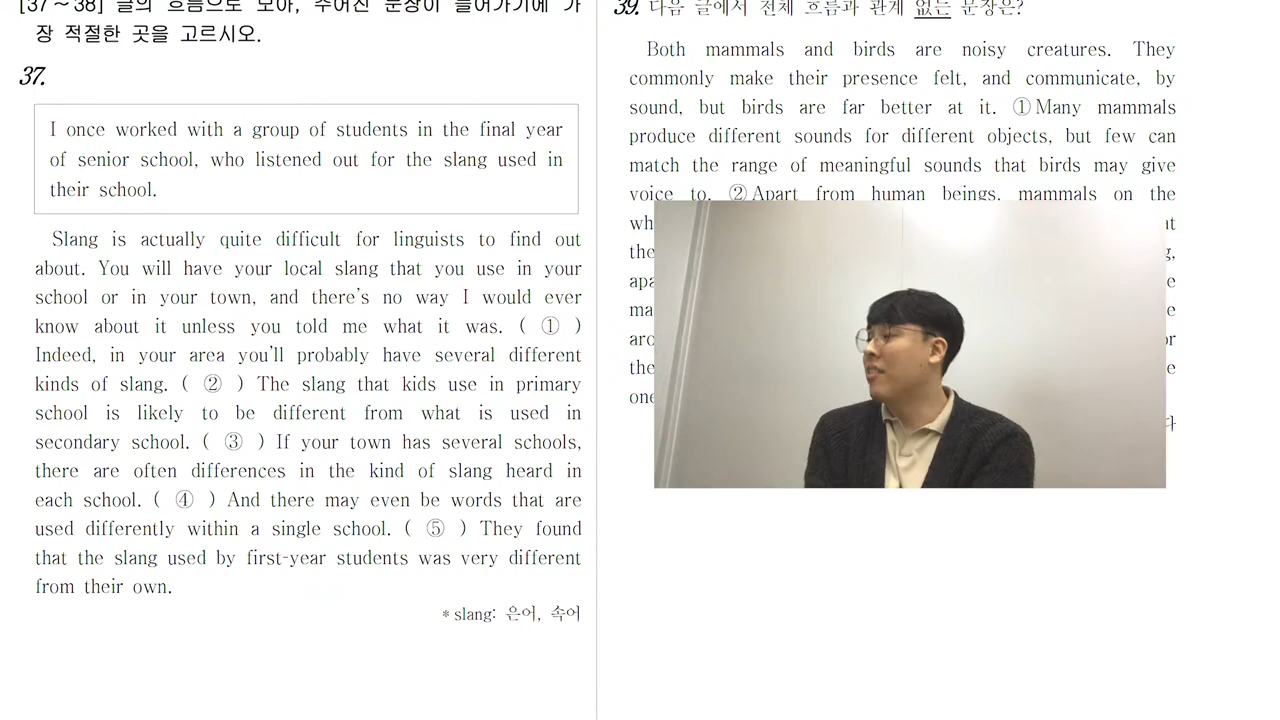 [37～38] 글의 흐름으로 보아, 주어진 문장이 들어가기에 가
장 적절한 곳을 고르시오.
37.
I once worked with a group of students in the final year
of senior school, who listened out for the slang used in
their school.
Slang is actually quite difficult for linguists to find out
about. You will have your local slang that you use in your
school or in your town, and there's no way I would ever
know about it unless you told me what it was. ( ① )
Indeed, in your area you'll probably have several different
kinds of slang. ( ② ) The slang that kids use in primary
school is likely to be different from what is used in
secondary school. ( ③ ) If your town has several schools,
there are often differences in the kind of slang heard in
each school. ( ④ ) And there may even be words that are
used differently within a single school. ( ⑤ ) They found
that the slang used by first-year students was very different
from their own.
* slang: 은어, 속어
39. 다음 글에서 전체 흐름과 관계 없는 문장은?
Both mammals and birds are noisy creatures. They
commonly make their presence felt, and communicate, by
sound, but birds are far better at it. ① Many mammals
produce different sounds for different objects, but few can
match the range of meaningful sounds that birds may give
voice to. ② Apart from human beings, mammals on the